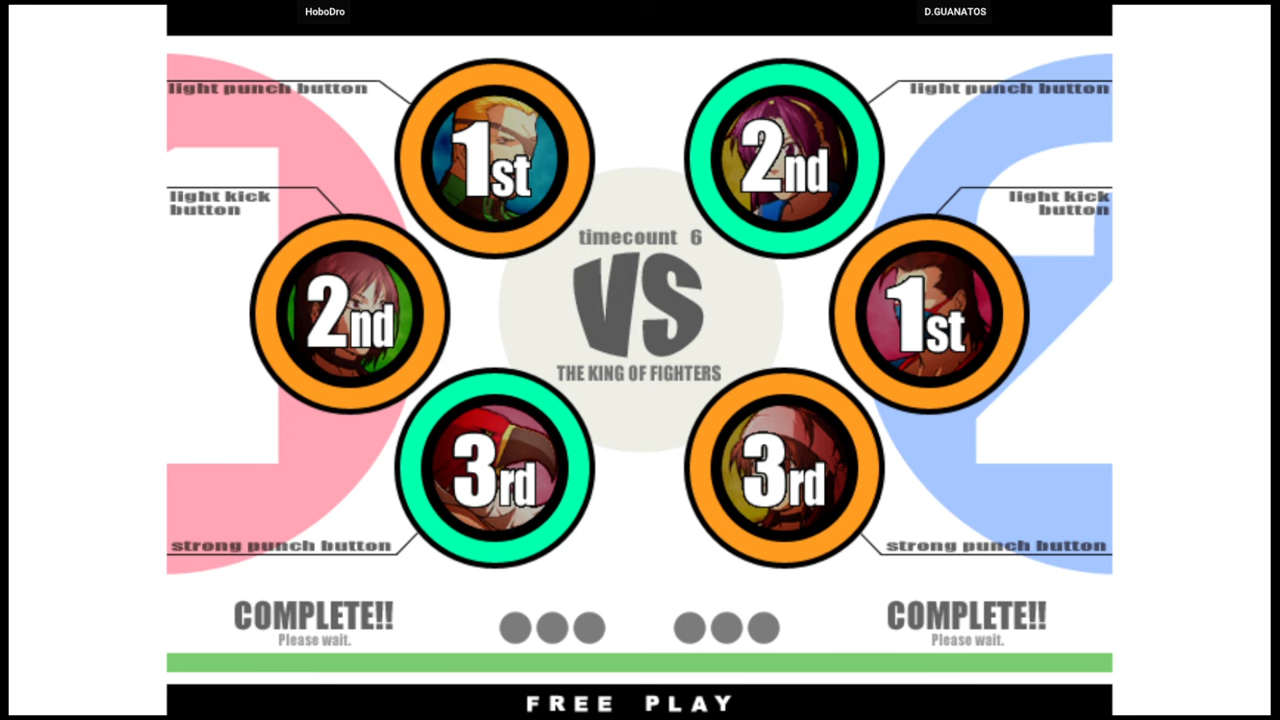 HoboDro
D.GUANATOS
light punch button
light punch button
1st
2nd
light kick
button
light kick
button
timecount 6
VS
THE KING OF FIGHTERS
2nd
1st
3rd
3rd
strong punch button
strong punch button
COMPLETE!!
Please wait.
COMPLETE!!
Please wait.
FREE PLAY